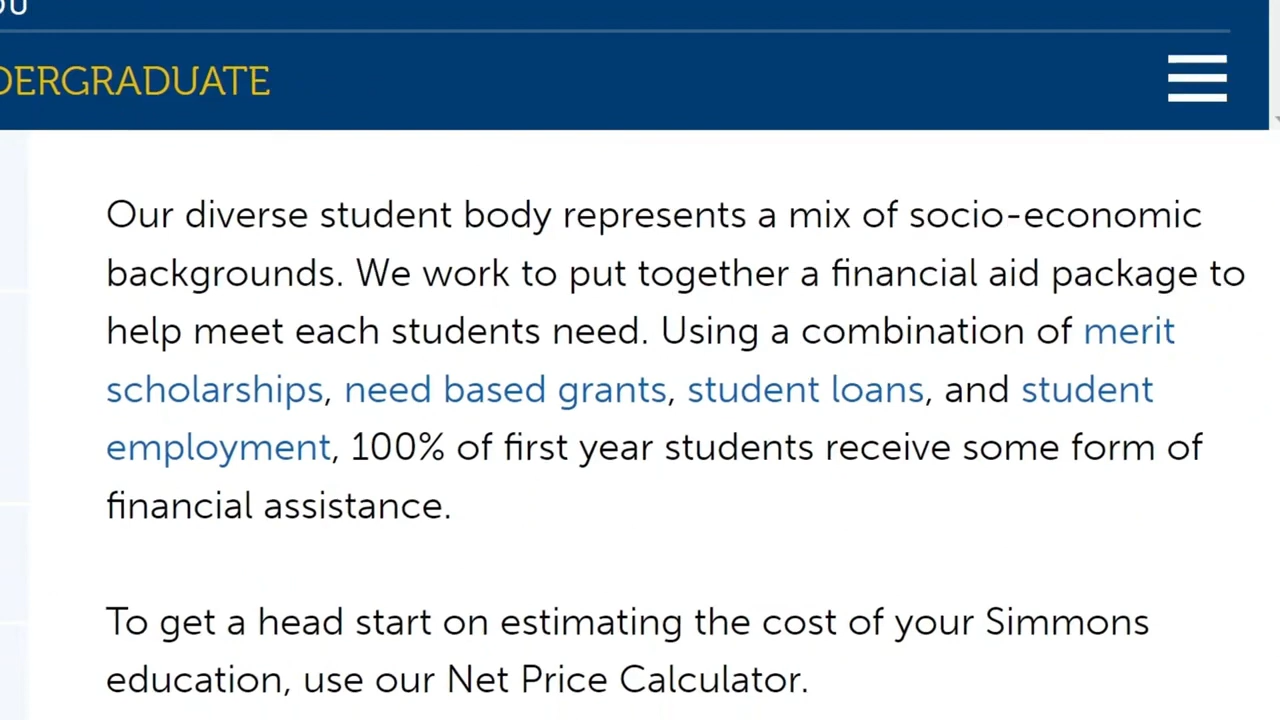 OU
DERGRADUATE
Our diverse student body represents a mix of socio-economic
backgrounds. We work to put together a financial aid package to
help meet each students need. Using a combination of merit
scholarships, need based grants, student loans, and student
employment, 100% of first year students receive some form of
financial assistance.
To get a head start on estimating the cost of your Simmons
education, use our Net Price Calculator.